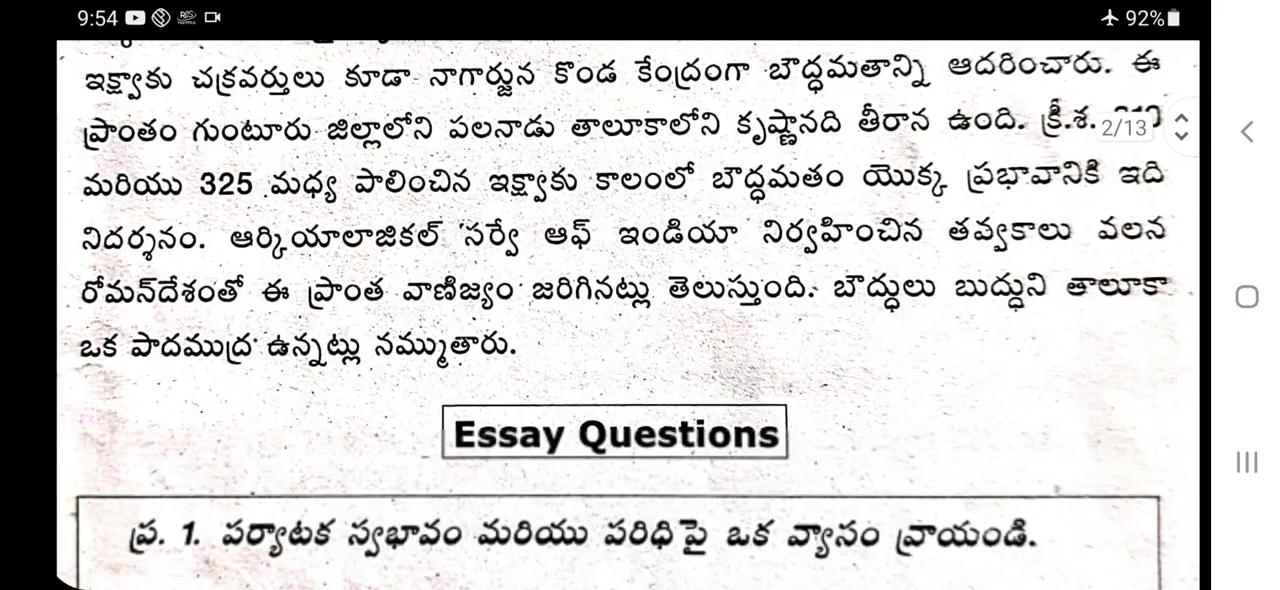 9:54
92%
ఇక్ష్వాకు చక్రవర్తులు కూడా నాగార్జున కొండ కేంద్రంగా బౌద్ధమతాన్ని ఆదరించారు. ఈ
ప్రాంతం గుంటూరు జిల్లాలోని పలనాడు తాలూకాలోని కృష్ణానది తీరాన ఉంది. క్రీ.శ.
2/13
మరియు 325 మధ్య పాలించిన ఇక్ష్వాకు కాలంలో బౌద్ధమతం యొక్క ప్రభావానికి ఇది
నిదర్శనం. ఆర్కియాలాజికల్ సర్వే ఆఫ్ ఇండియా నిర్వహించిన తవ్వకాలు వలన
రోమన్‌దేశంతో ఈ ప్రాంత వాణిజ్యం జరిగినట్లు తెలుస్తుంది. బౌద్ధులు బుద్ధుని తాలూకా
ఒక పాదముద్ర ఉన్నట్లు నమ్ముతారు.
Essay Questions
ప్ర. 1. పర్యాటక స్వభావం మరియు పరిధి పై ఒక వ్యాసం వ్రాయండి.